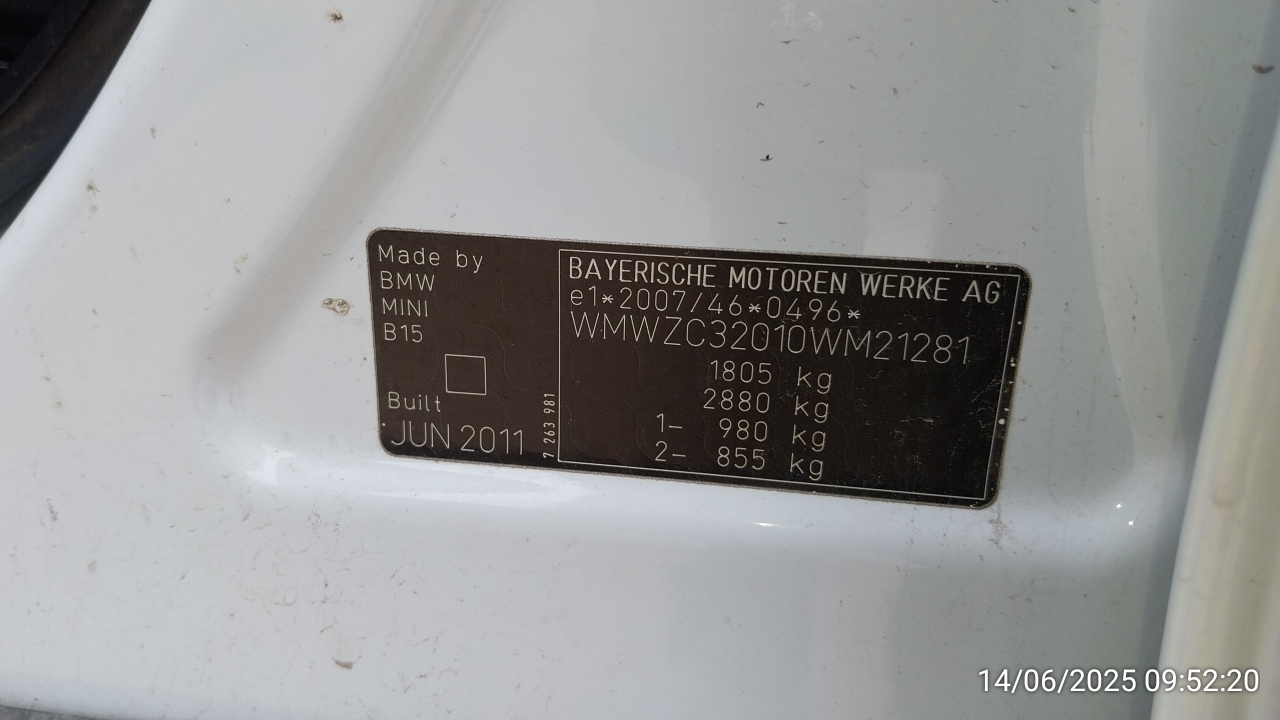 Made by
BMW
MINI
B15
Built
JUN 2011
7 263 981
BAYERISCHE MOTOREN WERKE AG
e1*2007/46*0496*
WMWZC32010WM21281
1805 kg
2880 kg
1- 980 kg
2- 855 kg
14/06/2025 09:52:20